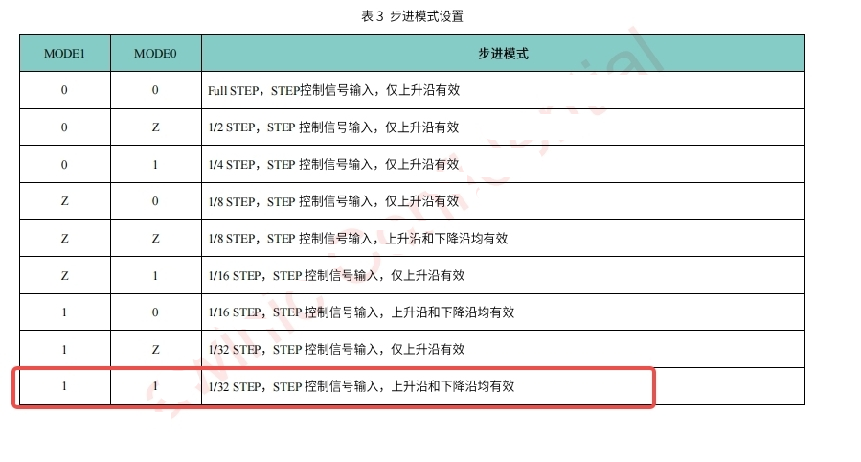 表 3 步进模式设置
MODE1 MODE0 步进模式
0 0 Full STEP，STEP控制信号输入，仅上升沿有效
0 Z 1/2 STEP，STEP 控制信号输入，仅上升沿有效
0 1 1/4 STEP，STEP 控制信号输入，仅上升沿有效
Z 0 1/8 STEP，STEP 控制信号输入，仅上升沿有效
Z Z 1/8 STEP，STEP 控制信号输入，上升沿和下降沿均有效
Z 1 1/16 STEP，STEP 控制信号输入，仅上升沿有效
1 0 1/16 STEP，STEP 控制信号输入，上升沿和下降沿均有效
1 Z 1/32 STEP，STEP 控制信号输入，仅上升沿有效
1 1 1/32 STEP，STEP 控制信号输入，上升沿和下降沿均有效